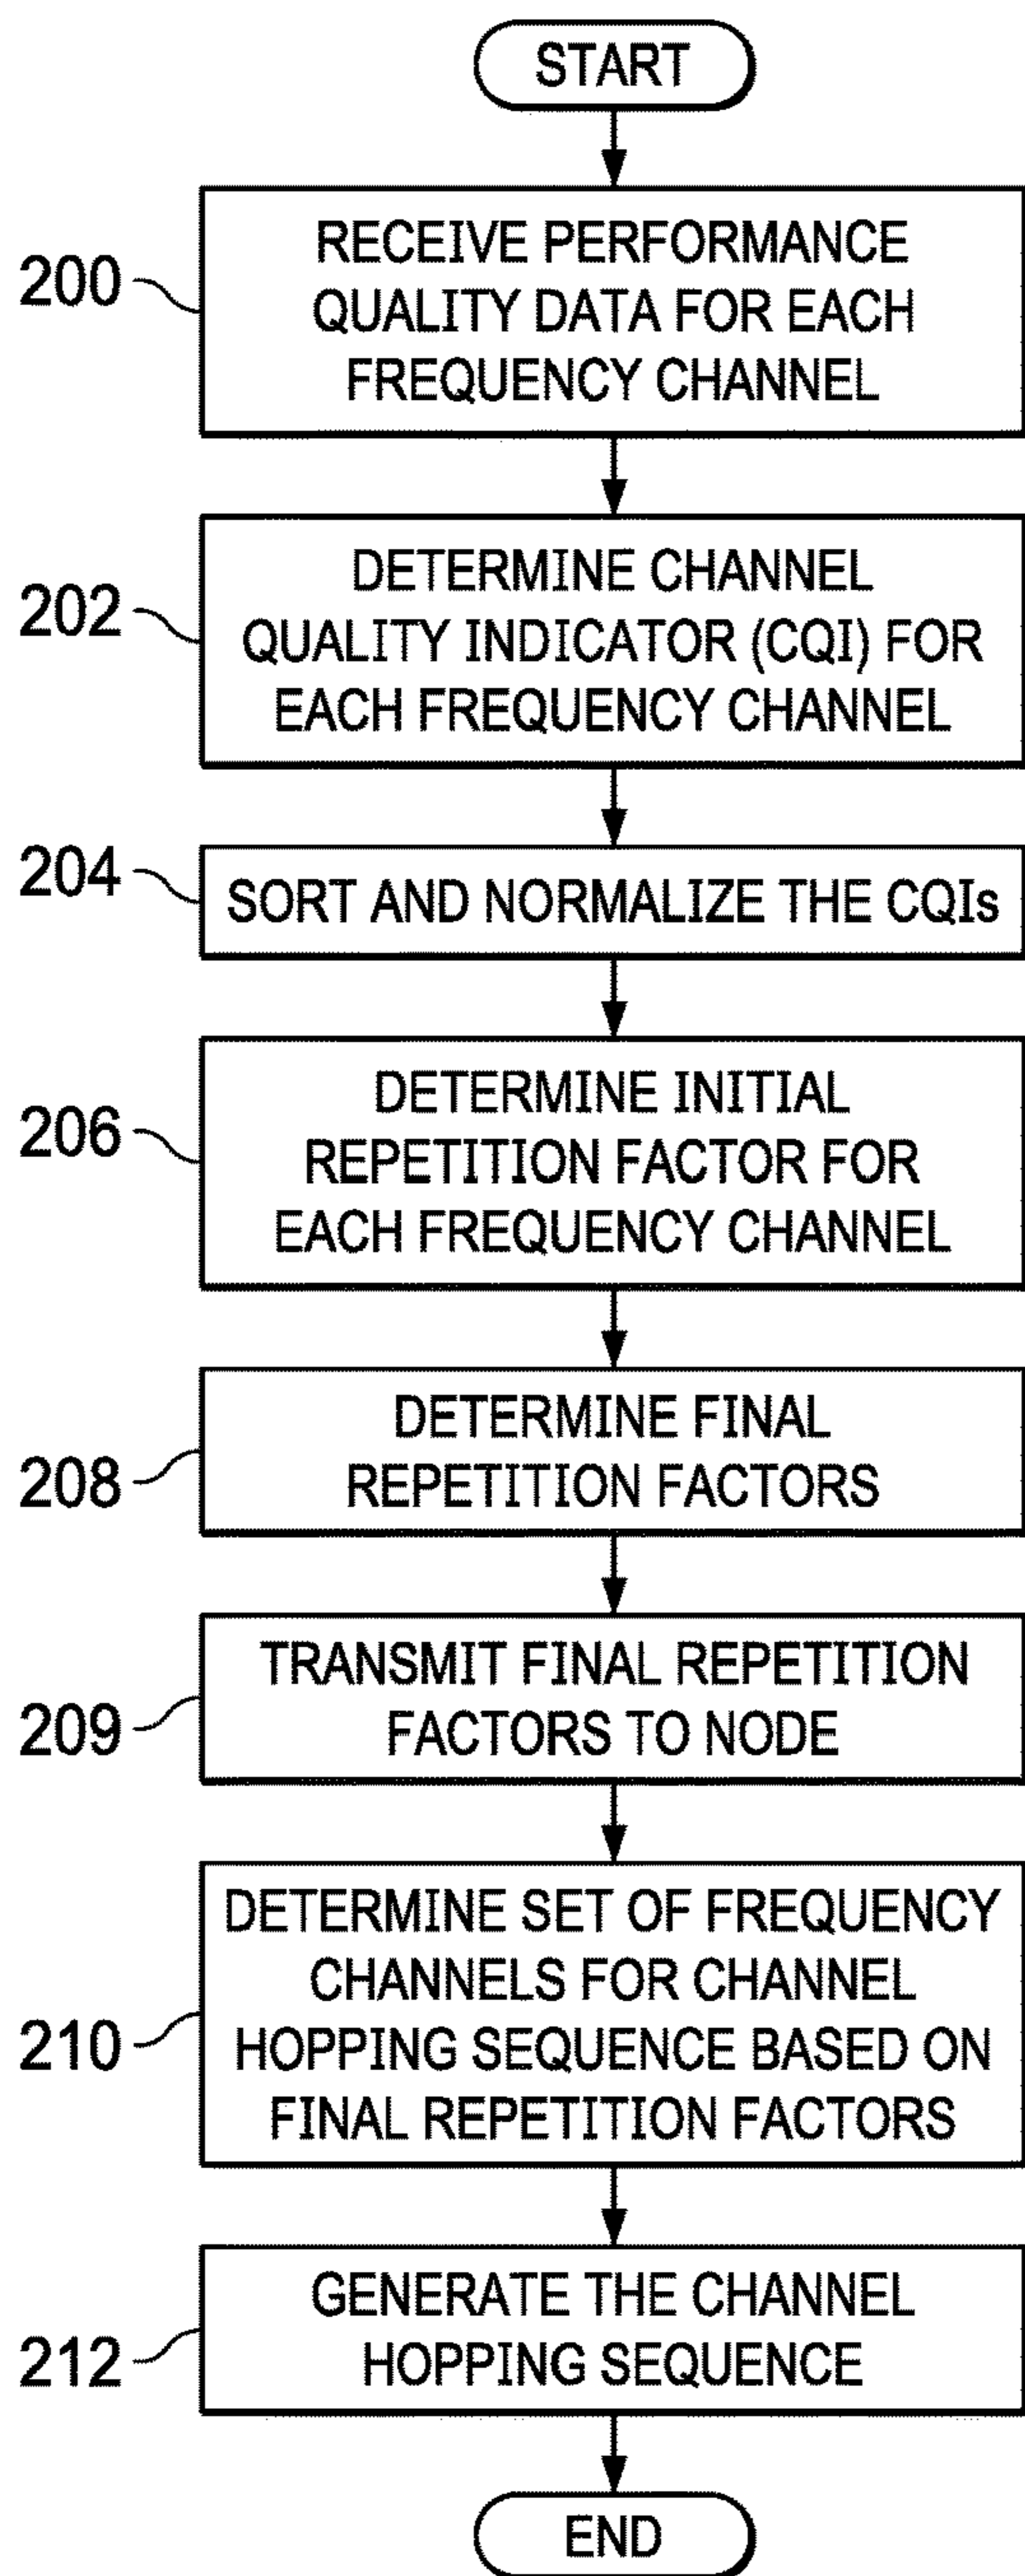 START
200
RECEIVE PERFORMANCE
QUALITY DATA FOR EACH
FREQUENCY CHANNEL
202
DETERMINE CHANNEL
QUALITY INDICATOR (CQI) FOR
EACH FREQUENCY CHANNEL
204
SORT AND NORMALIZE THE CQIs
206
DETERMINE INITIAL
REPETITION FACTOR FOR
EACH FREQUENCY CHANNEL
208
DETERMINE FINAL
REPETITION FACTORS
209
TRANSMIT FINAL REPETITION
FACTORS TO NODE
210
DETERMINE SET OF FREQUENCY
CHANNELS FOR CHANNEL
HOPPING SEQUENCE BASED ON
FINAL REPETITION FACTORS
212
GENERATE THE CHANNEL
HOPPING SEQUENCE
END